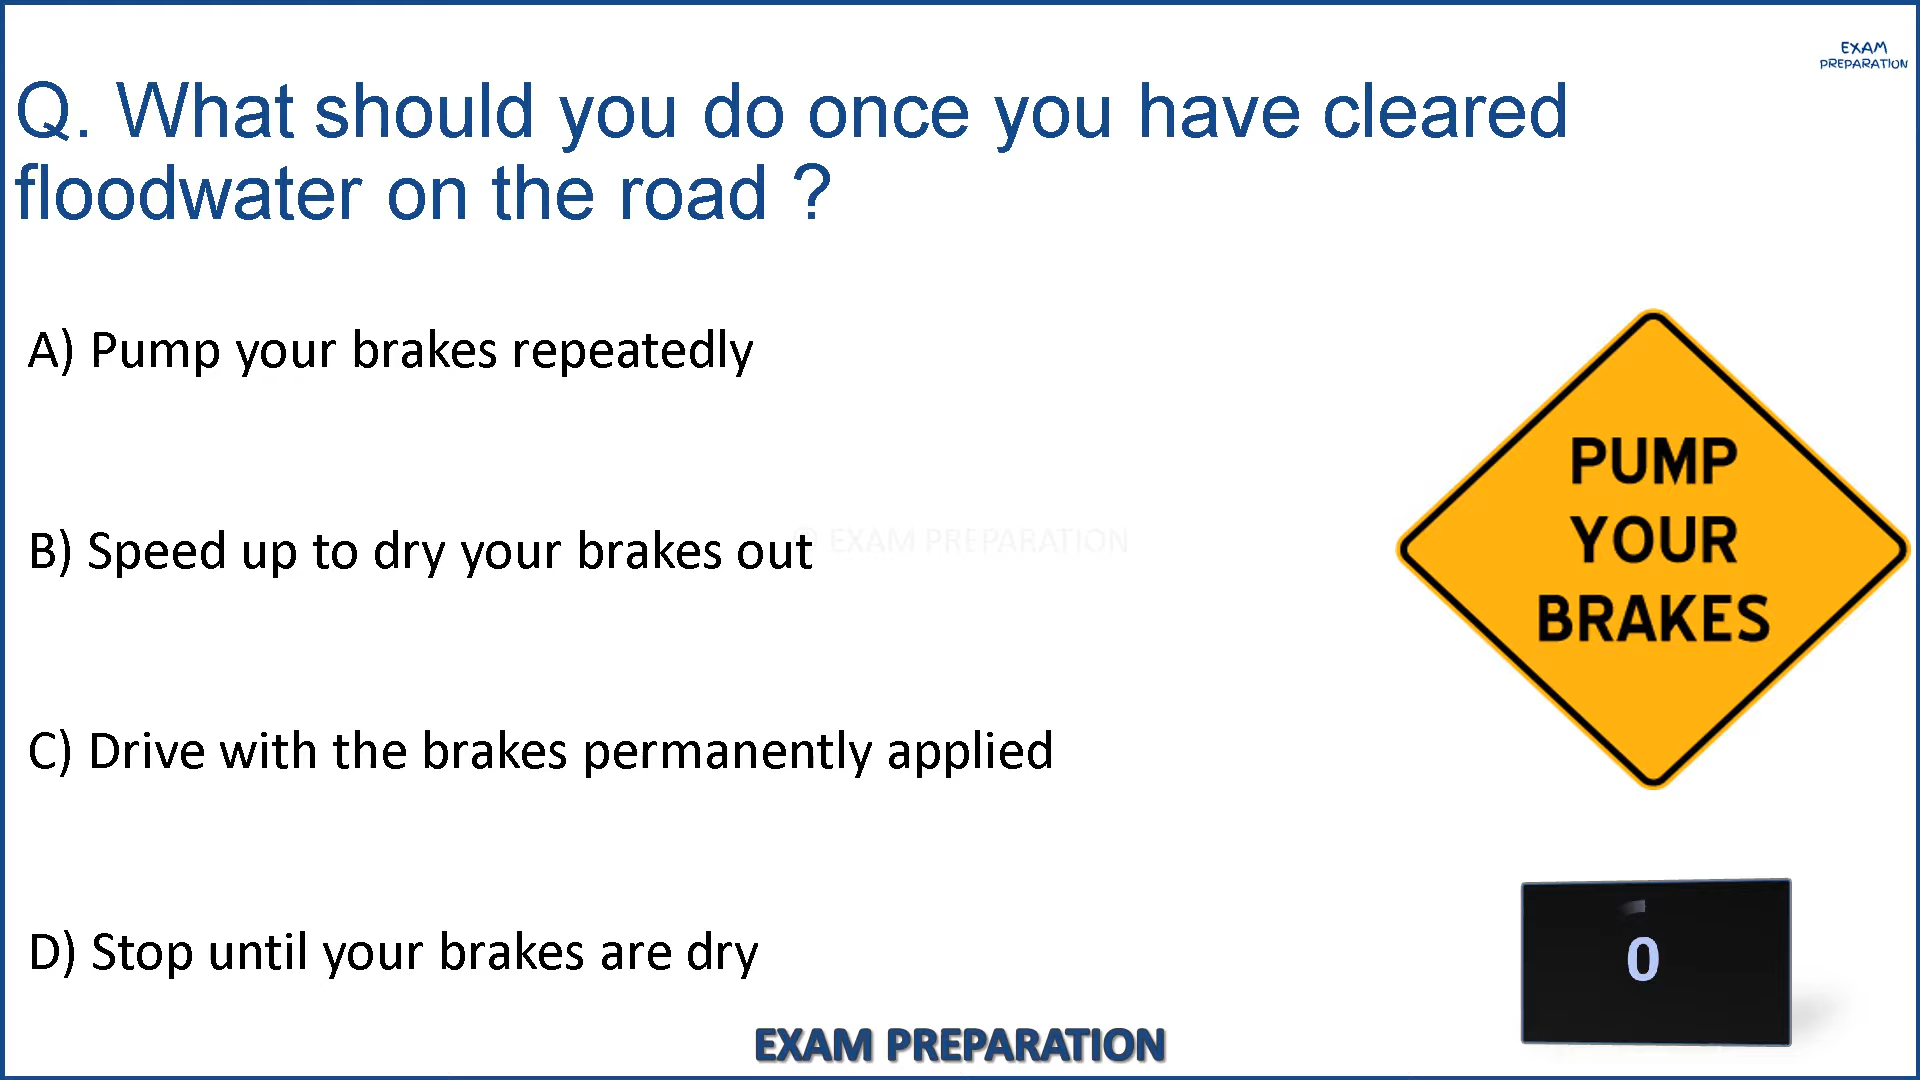 EXAM
PREPARATION
Q. What should you do once you have cleared
floodwater on the road ?
A) Pump your brakes repeatedly
B) Speed up to dry your brakes out
© EXAM PREPARATION
C) Drive with the brakes permanently applied
D) Stop until your brakes are dry
PUMP
YOUR
BRAKES
0
EXAM PREPARATION